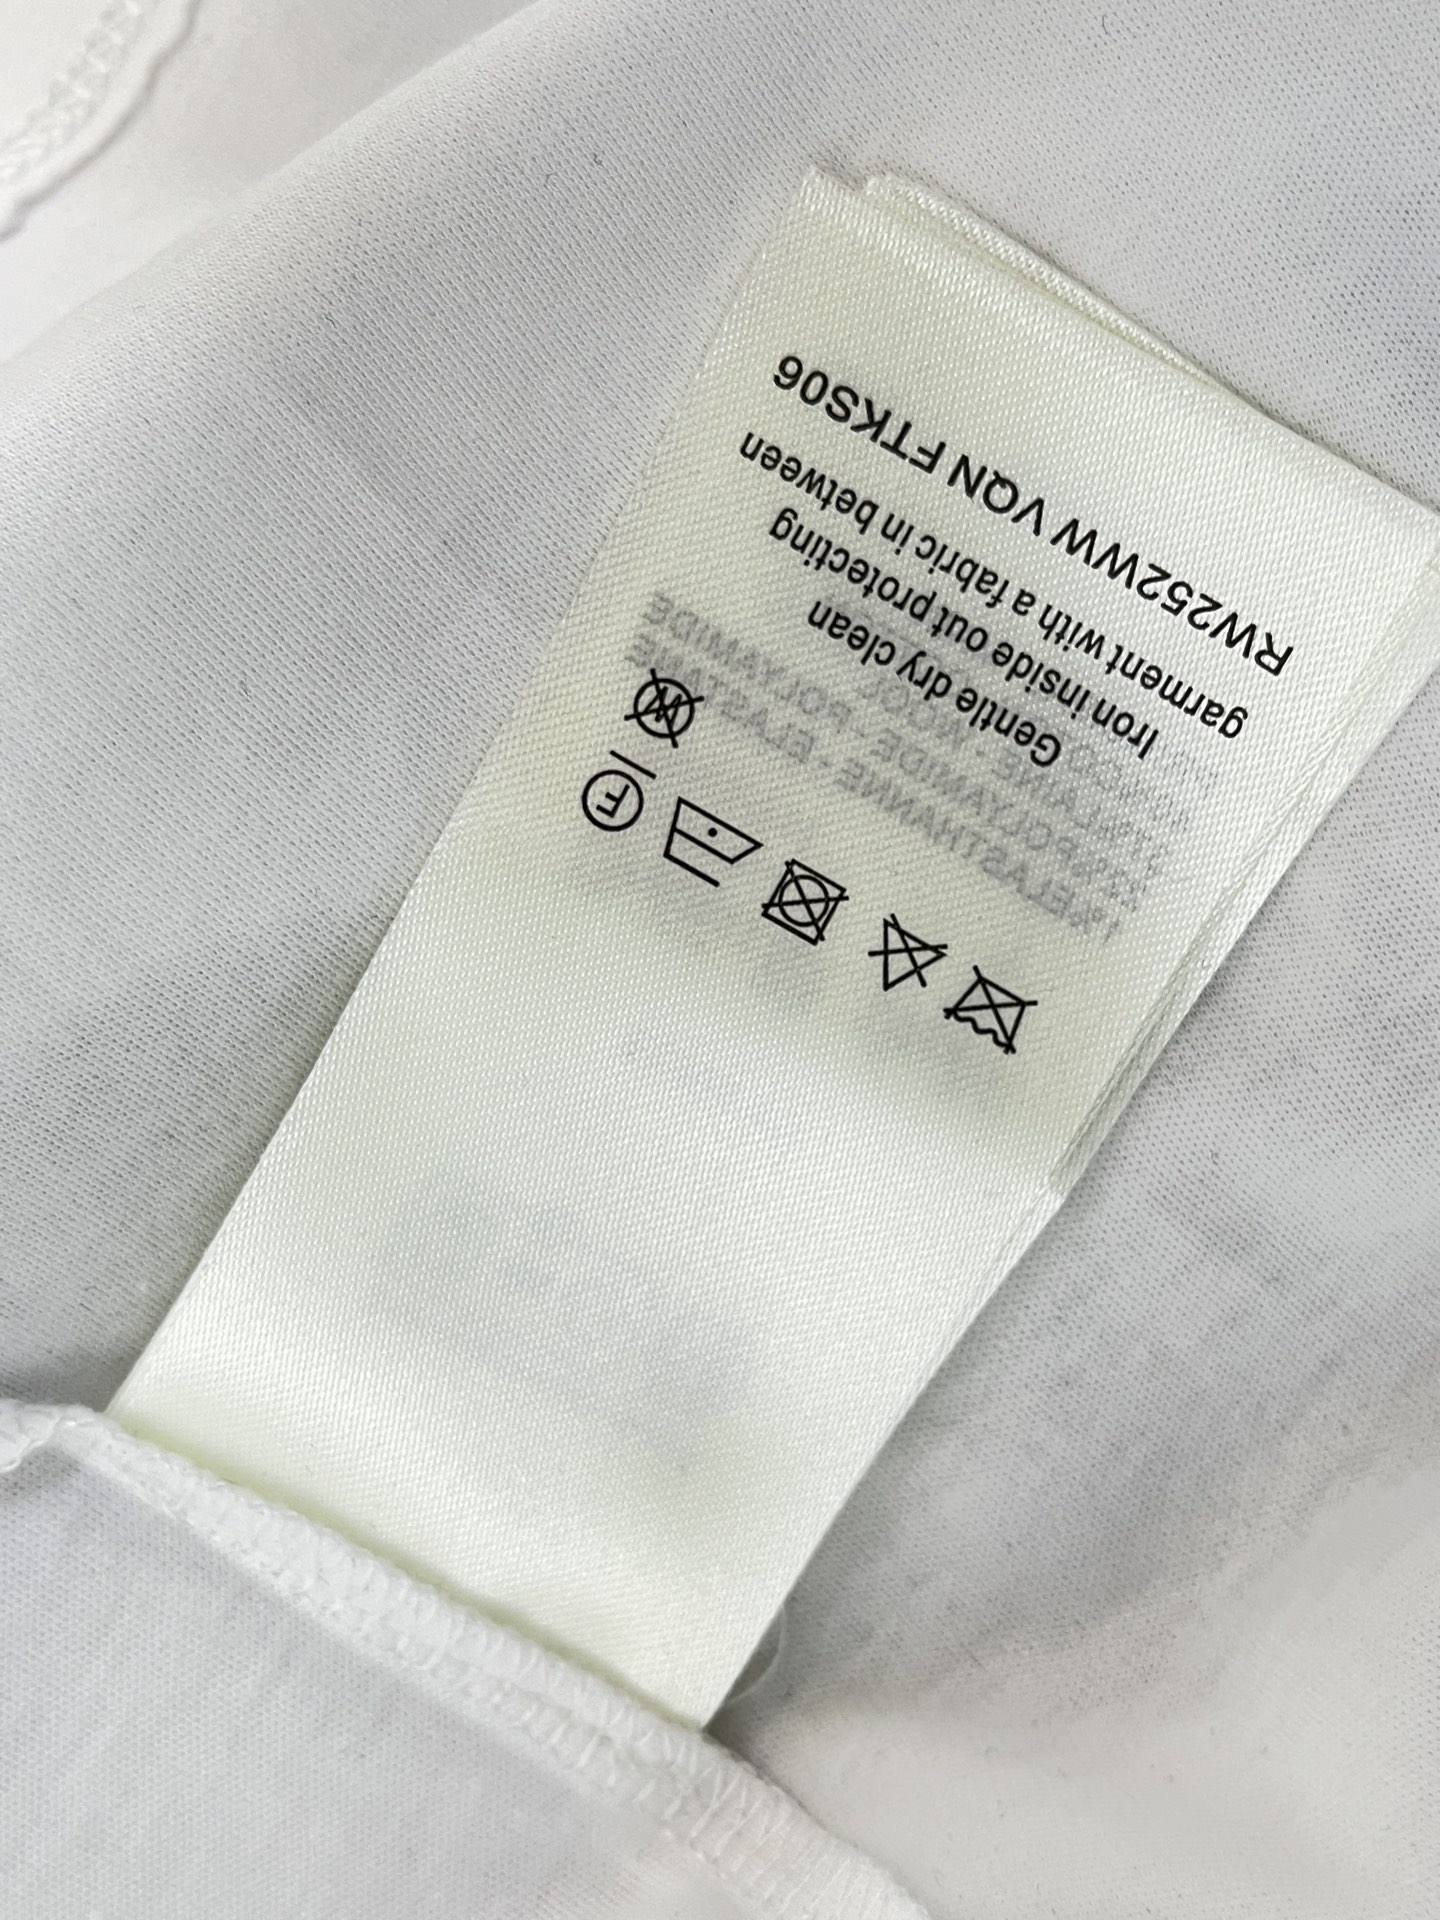 Gentle dry clean
Iron inside out protecting
garment with a fabric in between
RW252WW VQN FTKS06
F
W